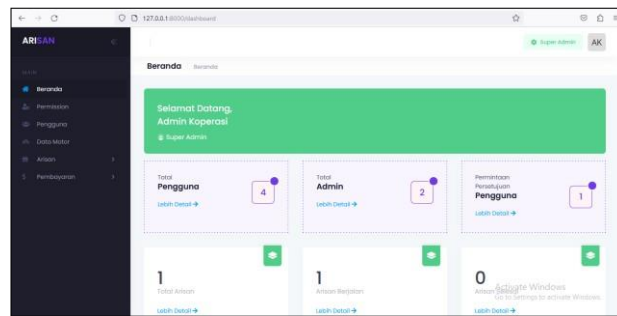 127.0.0.1:8000/dashboard
ARISAN
Super Admin
AK
Beranda
Beranda
Beranda
Permission
Pengguna
Data Motor
Arisan
Pembayaran
Selamat Datang,
Admin Koperasi
Super Admin
Total
Pengguna
4
Lebih Detail →
Total
Admin
2
Lebih Detail →
Permintaan
Persetujuan
Pengguna
1
Lebih Detail →
1
Total Arisan
Lebih Detail →
1
Arisan Berjalan
Lebih Detail →
0
Arisan
Lebih Detail →
Activate Windows
Go to Settings to activate Windows.